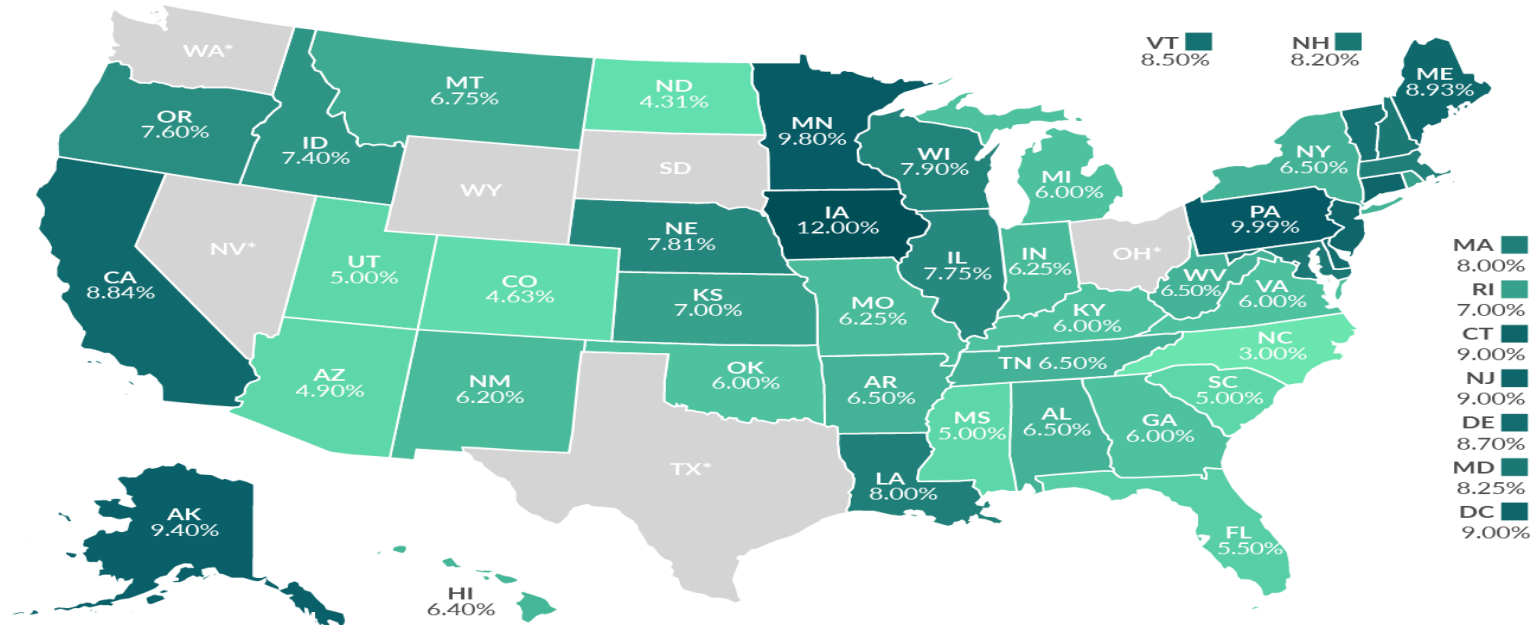 VT
8.50%
NH
8.20%
WA*
MT
6.75%
ND
4.31%
MN
9.80%
ME
8.93%
OR
7.60%
ID
7.40%
SD
WI
7.90%
MI
6.00%
NY
6.50%
WY
IA
12.00%
PA
9.99%
NV*
NE
7.81%
IL
7.75%
IN
6.25%
OH*
CA
8.84%
UT
5.00%
CO
4.63%
KS
7.00%
MO
6.25%
KY
6.00%
WV
6.50%
VA
6.00%
MA
8.00%
RI
7.00%
CT
9.00%
NJ
9.00%
DE
8.70%
MD
8.25%
DC
9.00%
AZ
4.90%
NM
6.20%
OK
6.00%
AR
6.50%
TN 6.50%
NC
3.00%
SC
5.00%
MS
5.00%
AL
6.50%
GA
6.00%
TX*
LA
8.00%
FL
5.50%
AK
9.40%
HI
6.40%